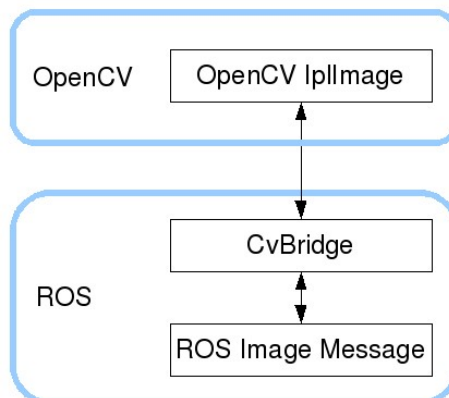 OpenCV
OpenCV IplImage
CvBridge
ROS
ROS Image Message